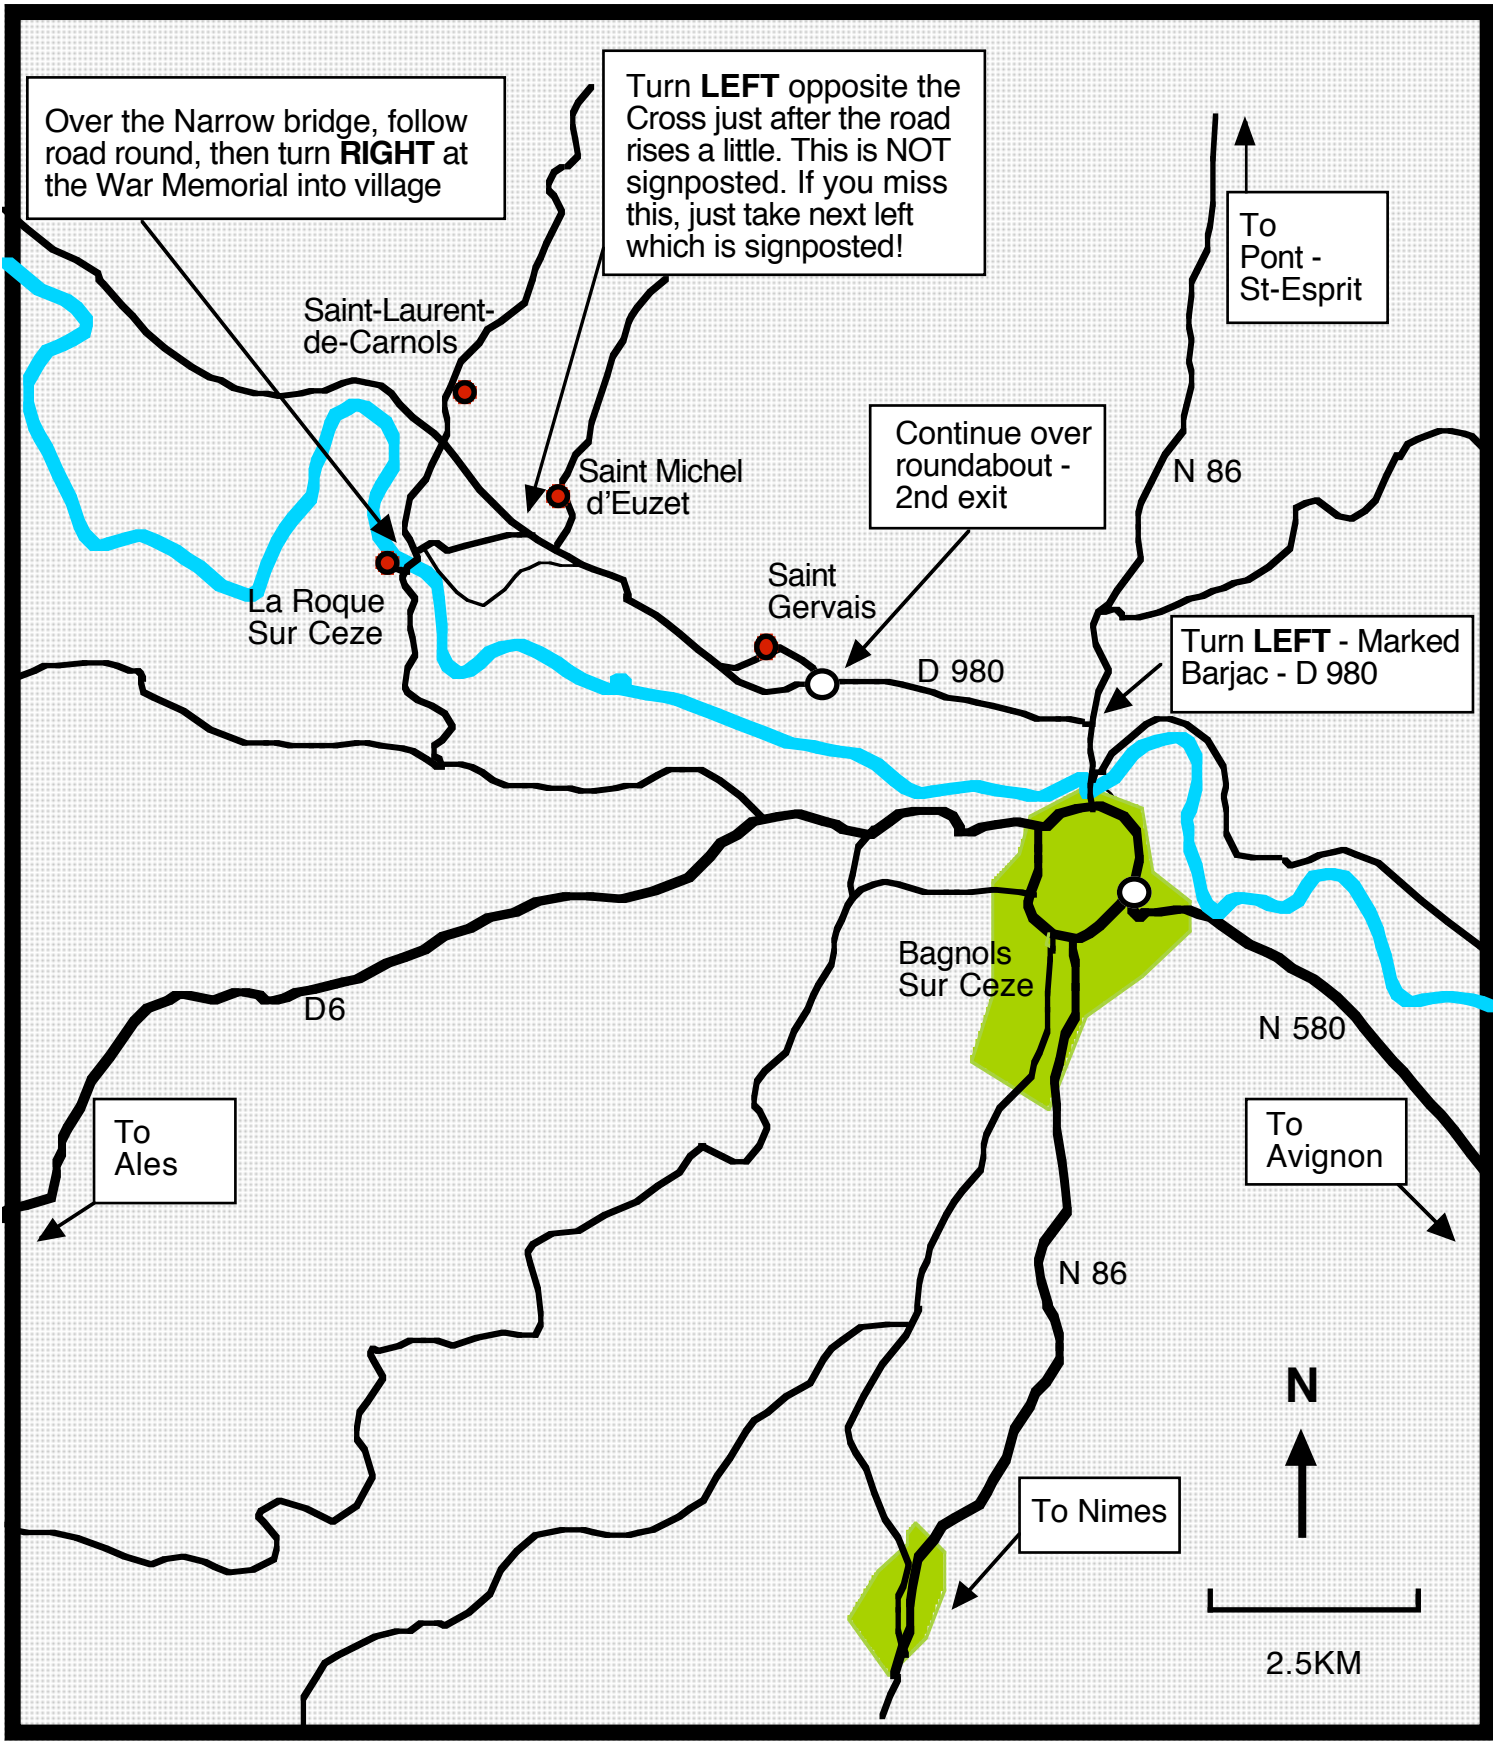 Over the Narrow bridge, follow
road round, then turn RIGHT at
the War Memorial into village
Turn LEFT opposite the
Cross just after the road
rises a little. This is NOT
signposted. If you miss
this, just take next left
which is signposted!
To
Pont -
St-Esprit
Saint-Laurent-
de-Carnols
Continue over
roundabout -
2nd exit
Saint Michel
d'Euzet
N 86
Saint
Gervais
La Roque
Sur Ceze
Turn LEFT - Marked
Barjac - D 980
D 980
Bagnols
Sur Ceze
D6
N 580
To
Ales
To
Avignon
N 86
N
To Nimes
2.5KM